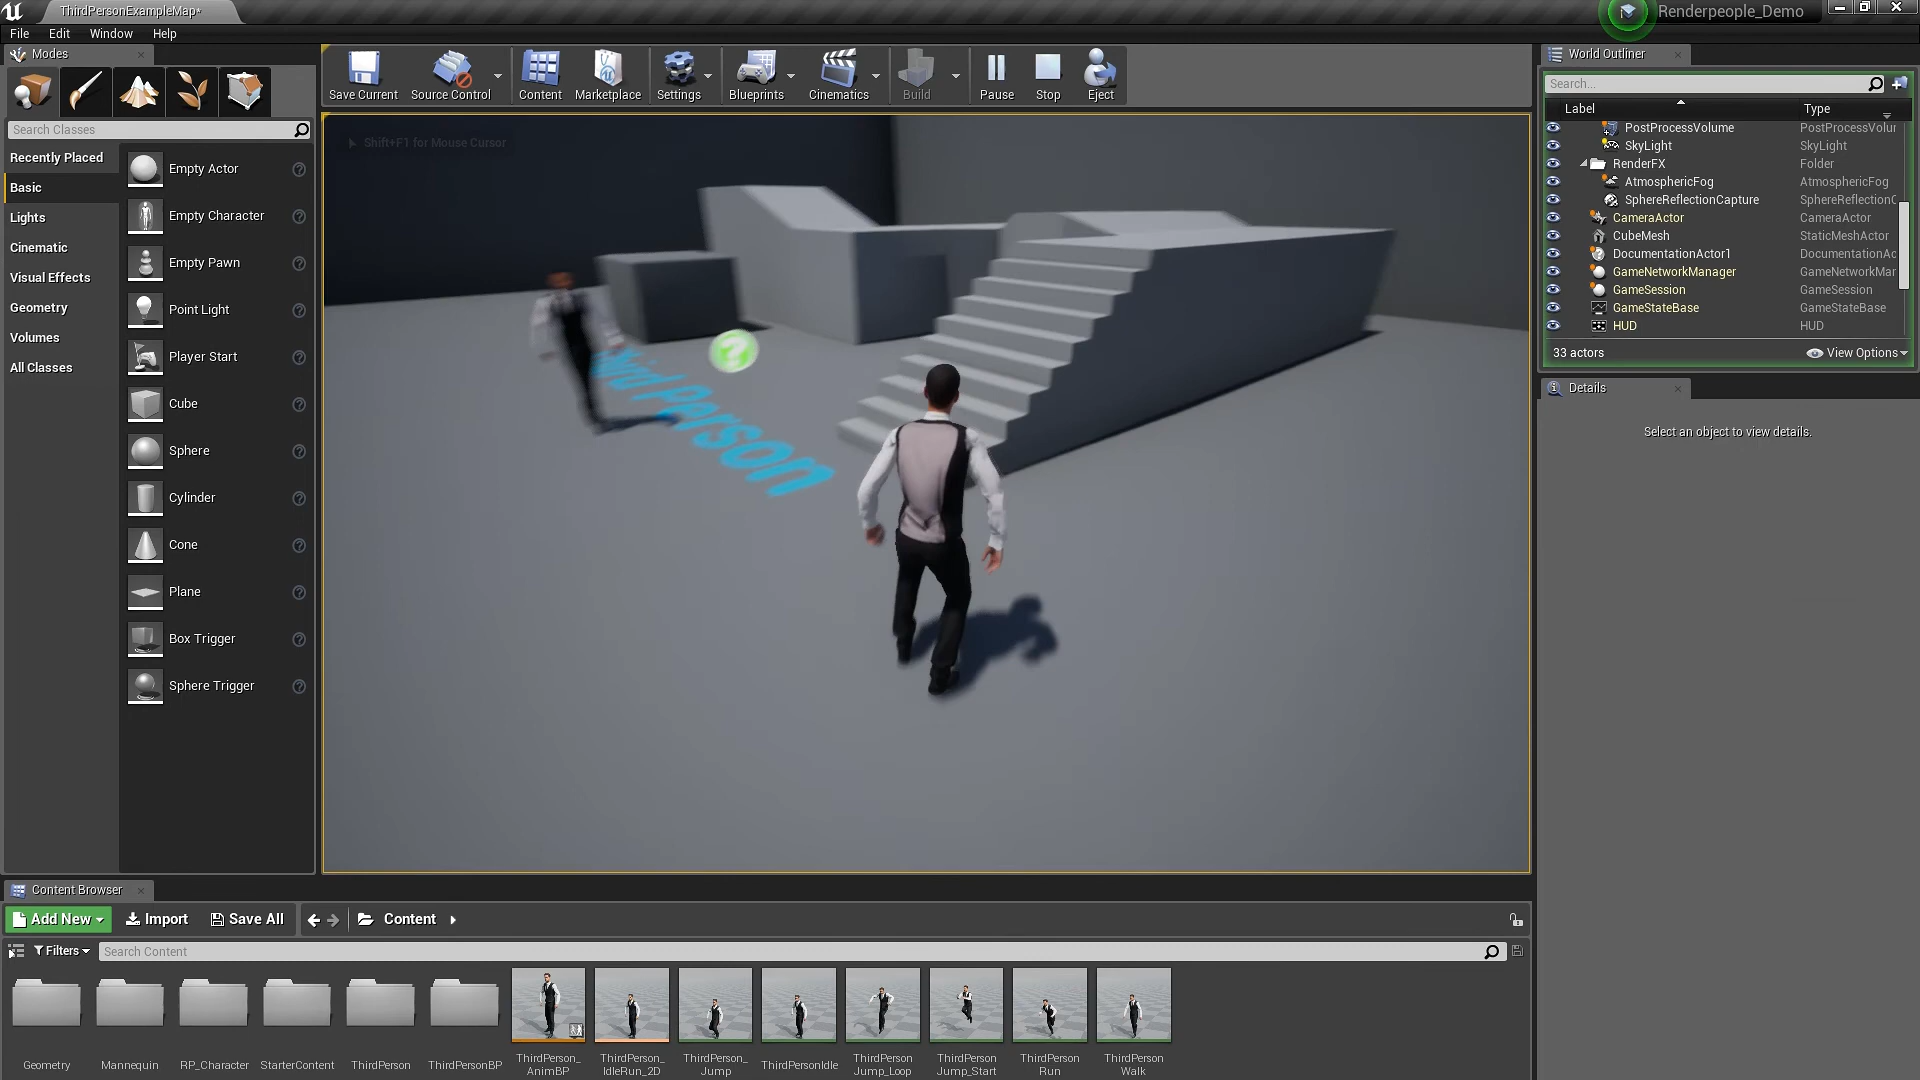 ThirdPersonExampleMap*
Renderpeople_Demo
File Edit Window Help
Modes
Search Classes
Recently Placed
Basic
Lights
Cinematic
Visual Effects
Geometry
Volumes
All Classes
Empty Actor
Empty Character
Empty Pawn
Point Light
Player Start
Cube
Sphere
Cylinder
Cone
Plane
Box Trigger
Sphere Trigger
Save Current Source Control Content Marketplace Settings Blueprints Cinematics Build Pause Stop Eject
Shift+F1 for Mouse Cursor
Person
World Outliner
Search...
Label Type
PostProcessVolume PostProcessVolur
SkyLight SkyLight
RenderFX Folder
AtmosphericFog AtmosphericFog
SphereReflectionCapture SphereReflectionC
CameraActor CameraActor
CubeMesh StaticMeshActor
DocumentationActor1 DocumentationAc
GameNetworkManager GameNetworkMar
GameSession GameSession
GameStateBase GameStateBase
HUD HUD
33 actors View Options
Details
Select an object to view details.
Content Browser
Add New Import Save All Content
Filters Search Content
Geometry
Mannequin
RP_Character
StarterContent
ThirdPerson
ThirdPersonBP
ThirdPerson_
AnimBP
ThirdPerson_
IdleRun_2D
ThirdPerson_
Jump
ThirdPersonIdle
ThirdPerson
Jump_Loop
ThirdPerson
Jump_Start
ThirdPerson
Run
ThirdPerson
Walk